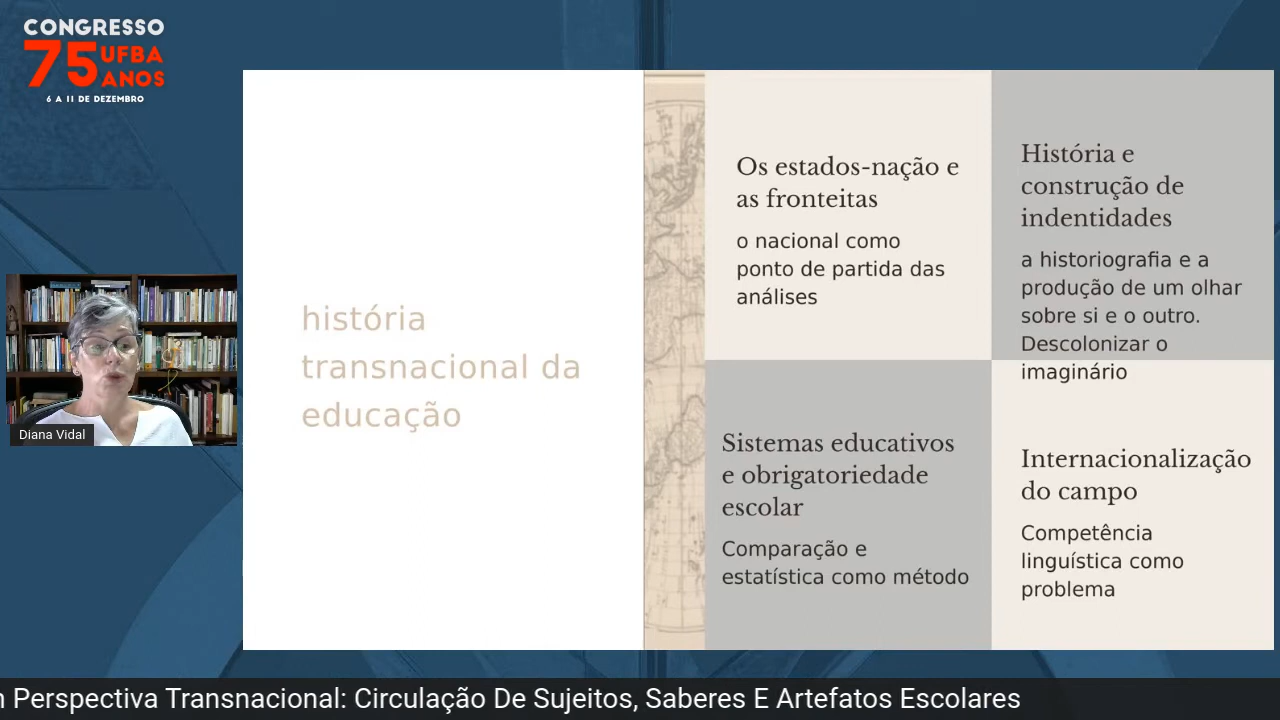 CONGRESSO
75 UFBA
ANOS
6 A 11 DE DEZEMBRO
história
transnacional da
educação
Os estados-nação e
as fronteitas
o nacional como
ponto de partida das
análises
História e
construção de
indentidades
a historiografia e a
produção de um olhar
sobre si e o outro.
Descolonizar o
imaginário
Sistemas educativos
e obrigatoriedade
escolar
Comparação e
estatística como método
Internacionalização
do campo
Competência
linguística como
problema
Diana Vidal
Perspectiva Transnacional: Circulação De Sujeitos, Saberes E Artefatos Escolares